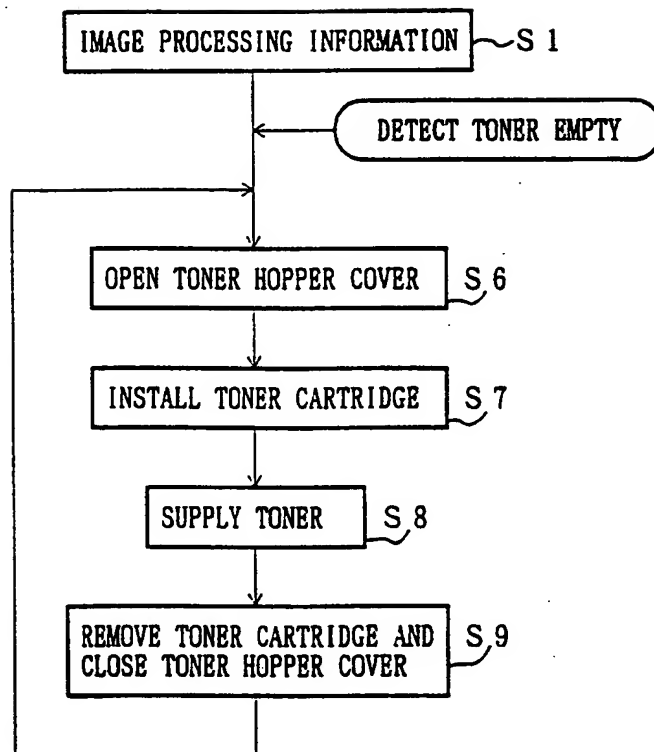 IMAGE PROCESSING INFORMATION S 1
DETECT TONER EMPTY
OPEN TONER HOPPER COVER S 6
INSTALL TONER CARTRIDGE S 7
SUPPLY TONER S 8
REMOVE TONER CARTRIDGE AND S 9
CLOSE TONER HOPPER COVER